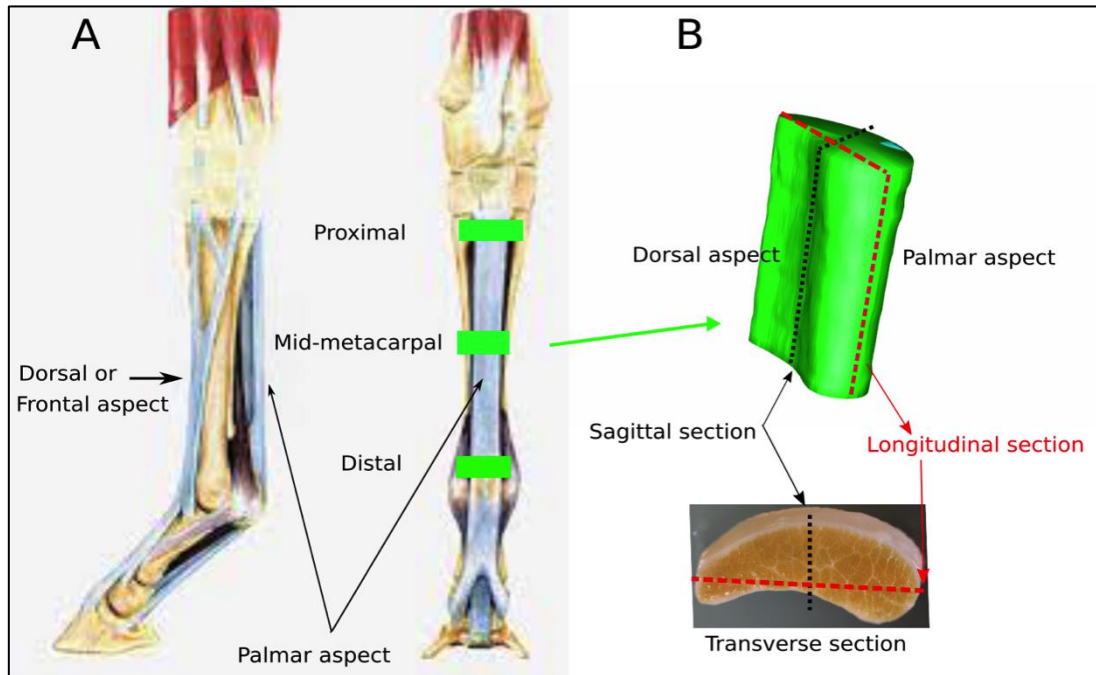 A
B
Proximal
Dorsal aspect
Palmar aspect
Mid-metacarpal
Dorsal or
Frontal aspect
Sagittal section
Longitudinal section
Distal
Palmar aspect
Transverse section